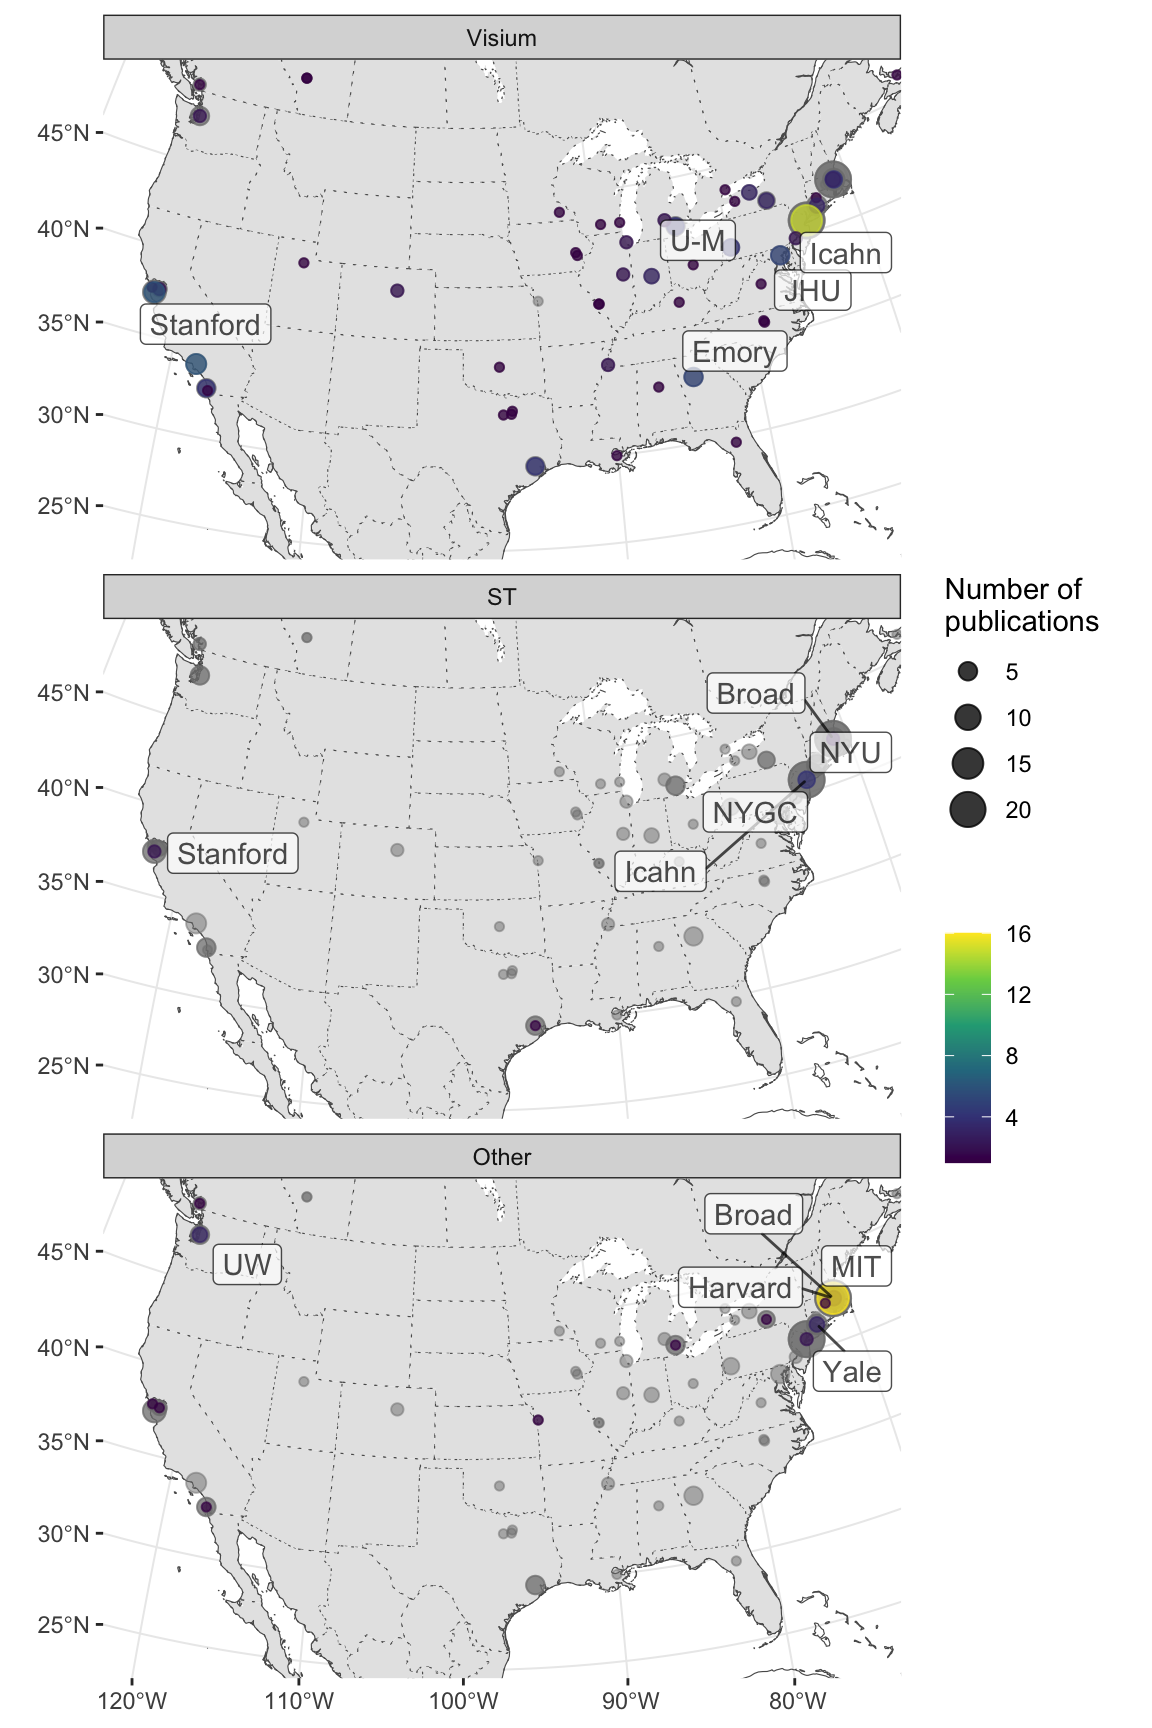 Visium
45°N
40°N
35°N
30°N
25°N
U-M
Icahn
JHU
Stanford
Emory
ST
45°N
40°N
35°N
30°N
25°N
Broad
NYU
NYGC
Stanford
Icahn
Number of
publications
5
10
15
20
16
12
8
4
Other
45°N
40°N
35°N
30°N
25°N
Broad
UW
MIT
Harvard
Yale
120°W
110°W
100°W
90°W
80°W